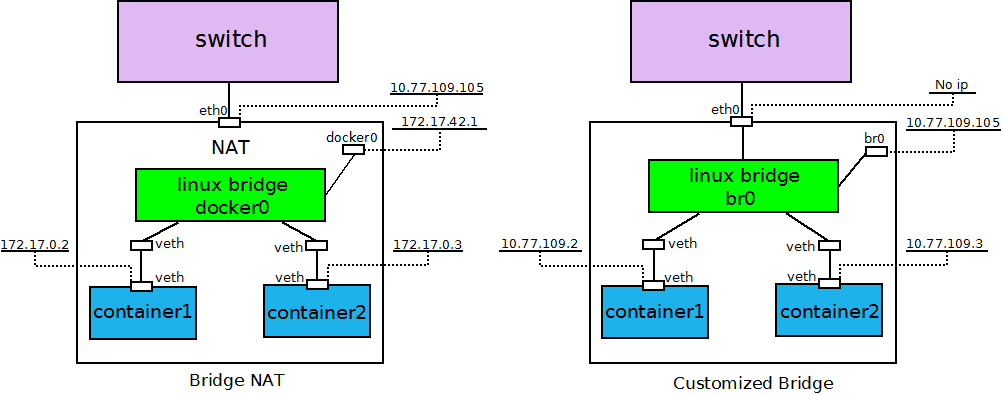 switch
10.77.109.105
eth0
172.17.42.1
NAT
docker0
linux bridge
docker0
172.17.0.2
veth
veth
172.17.0.3
veth
veth
container1
container2
Bridge NAT
switch
No ip
eth0
10.77.109.105
br0
linux bridge
br0
10.77.109.2
veth
veth
10.77.109.3
veth
veth
container1
container2
Customized Bridge